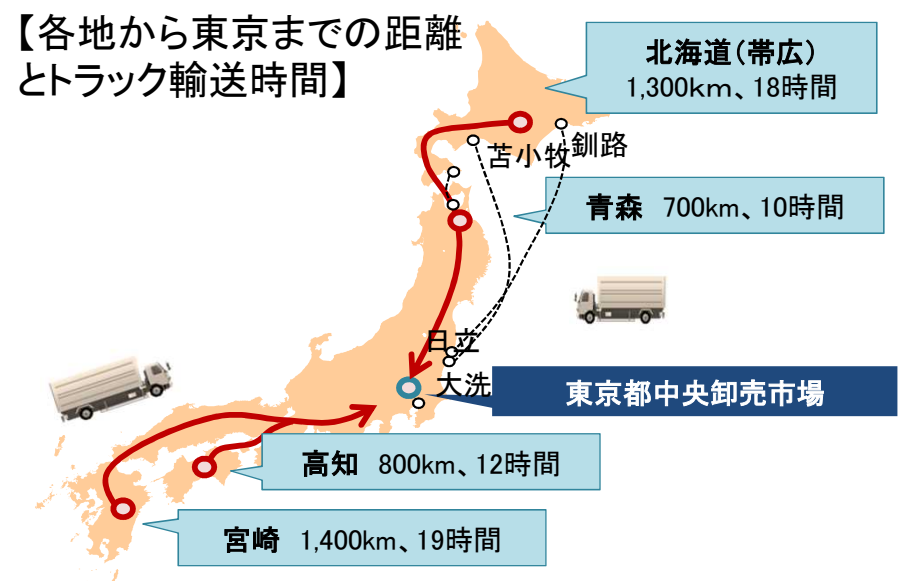 【各地から東京までの距離
とトラック輸送時間】
北海道（帯広）
1,300km、18時間
釧路
苫小牧
青森　700km、10時間
日立
大洗
東京都中央卸売市場
高知　800km、12時間
宮崎　1,400km、19時間